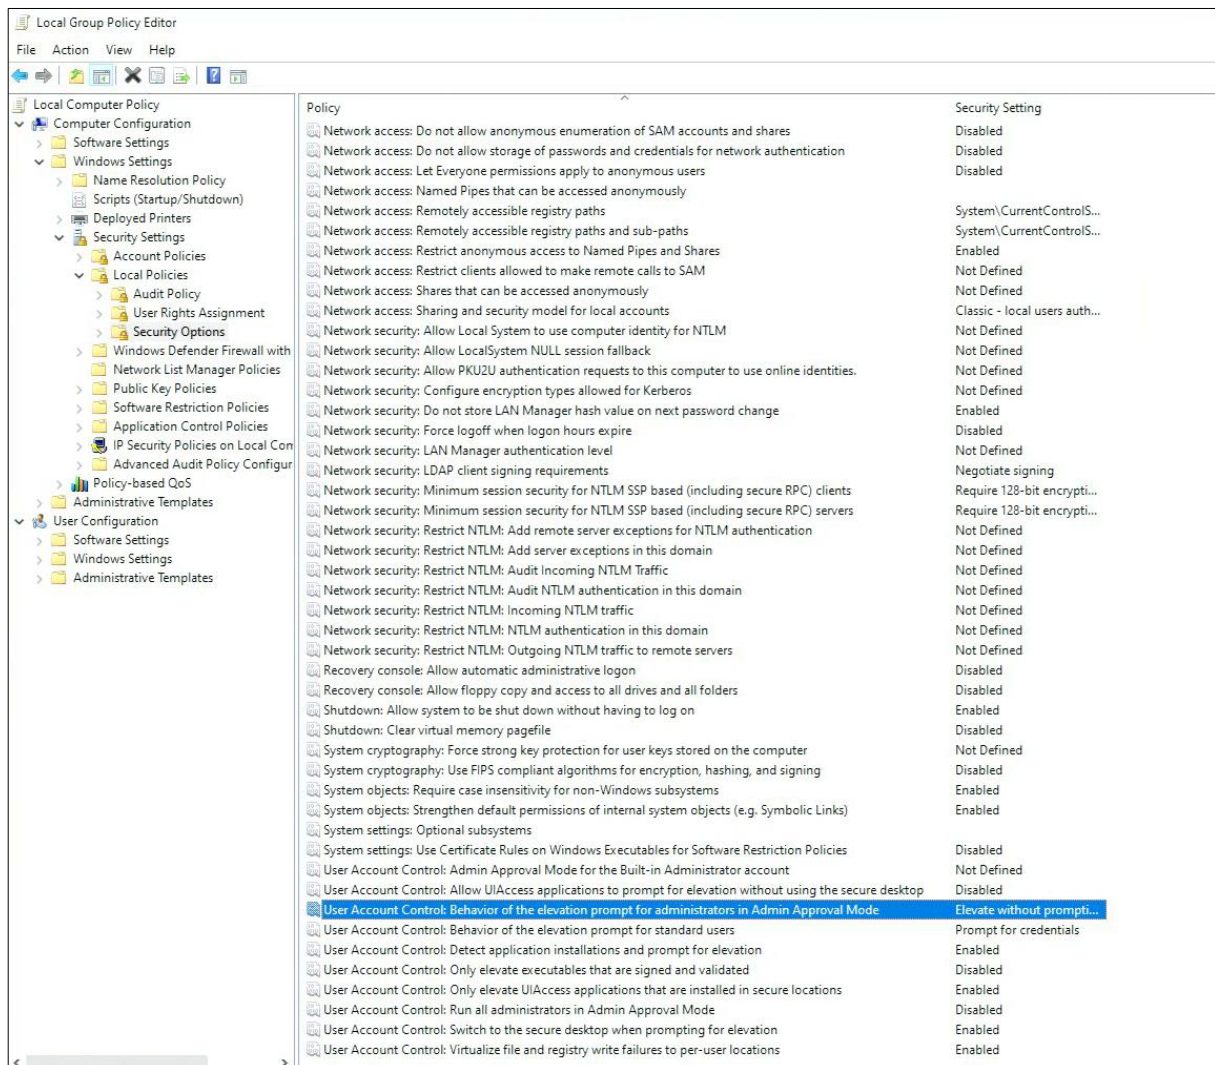 Local Group Policy Editor
File Action View Help
Local Computer Policy
Computer Configuration
Software Settings
Windows Settings
Name Resolution Policy
Scripts (Startup/Shutdown)
Deployed Printers
Security Settings
Account Policies
Local Policies
Audit Policy
User Rights Assignment
Security Options
Windows Defender Firewall with
Network List Manager Policies
Public Key Policies
Software Restriction Policies
Application Control Policies
IP Security Policies on Local Com
Advanced Audit Policy Configur
Policy-based QoS
Administrative Templates
User Configuration
Software Settings
Windows Settings
Administrative Templates
Policy Security Setting
Network access: Do not allow anonymous enumeration of SAM accounts and shares Disabled
Network access: Do not allow storage of passwords and credentials for network authentication Disabled
Network access: Let Everyone permissions apply to anonymous users Disabled
Network access: Named Pipes that can be accessed anonymously
Network access: Remotely accessible registry paths System\CurrentControlS...
Network access: Remotely accessible registry paths and sub-paths System\CurrentControlS...
Network access: Restrict anonymous access to Named Pipes and Shares Enabled
Network access: Restrict clients allowed to make remote calls to SAM Not Defined
Network access: Shares that can be accessed anonymously Not Defined
Network access: Sharing and security model for local accounts Classic - local users auth...
Network security: Allow Local System to use computer identity for NTLM Not Defined
Network security: Allow LocalSystem NULL session fallback Not Defined
Network security: Allow PKU2U authentication requests to this computer to use online identities. Not Defined
Network security: Configure encryption types allowed for Kerberos Not Defined
Network security: Do not store LAN Manager hash value on next password change Enabled
Network security: Force logoff when logon hours expire Disabled
Network security: LAN Manager authentication level Not Defined
Network security: LDAP client signing requirements Negotiate signing
Network security: Minimum session security for NTLM SSP based (including secure RPC) clients Require 128-bit encrypti...
Network security: Minimum session security for NTLM SSP based (including secure RPC) servers Require 128-bit encrypti...
Network security: Restrict NTLM: Add remote server exceptions for NTLM authentication Not Defined
Network security: Restrict NTLM: Add server exceptions in this domain Not Defined
Network security: Restrict NTLM: Audit Incoming NTLM Traffic Not Defined
Network security: Restrict NTLM: Audit NTLM authentication in this domain Not Defined
Network security: Restrict NTLM: Incoming NTLM traffic Not Defined
Network security: Restrict NTLM: NTLM authentication in this domain Not Defined
Network security: Restrict NTLM: Outgoing NTLM traffic to remote servers Not Defined
Recovery console: Allow automatic administrative logon Disabled
Recovery console: Allow floppy copy and access to all drives and all folders Disabled
Shutdown: Allow system to be shut down without having to log on Enabled
Shutdown: Clear virtual memory pagefile Disabled
System cryptography: Force strong key protection for user keys stored on the computer Not Defined
System cryptography: Use FIPS compliant algorithms for encryption, hashing, and signing Disabled
System objects: Require case insensitivity for non-Windows subsystems Enabled
System objects: Strengthen default permissions of internal system objects (e.g. Symbolic Links) Enabled
System settings: Optional subsystems
System settings: Use Certificate Rules on Windows Executables for Software Restriction Policies Disabled
User Account Control: Admin Approval Mode for the Built-in Administrator account Not Defined
User Account Control: Allow UIAccess applications to prompt for elevation without using the secure desktop Disabled
User Account Control: Behavior of the elevation prompt for administrators in Admin Approval Mode Elevate without prompti...
User Account Control: Behavior of the elevation prompt for standard users Prompt for credentials
User Account Control: Detect application installations and prompt for elevation Enabled
User Account Control: Only elevate executables that are signed and validated Disabled
User Account Control: Only elevate UIAccess applications that are installed in secure locations Enabled
User Account Control: Run all administrators in Admin Approval Mode Disabled
User Account Control: Switch to the secure desktop when prompting for elevation Enabled
User Account Control: Virtualize file and registry write failures to per-user locations Enabled